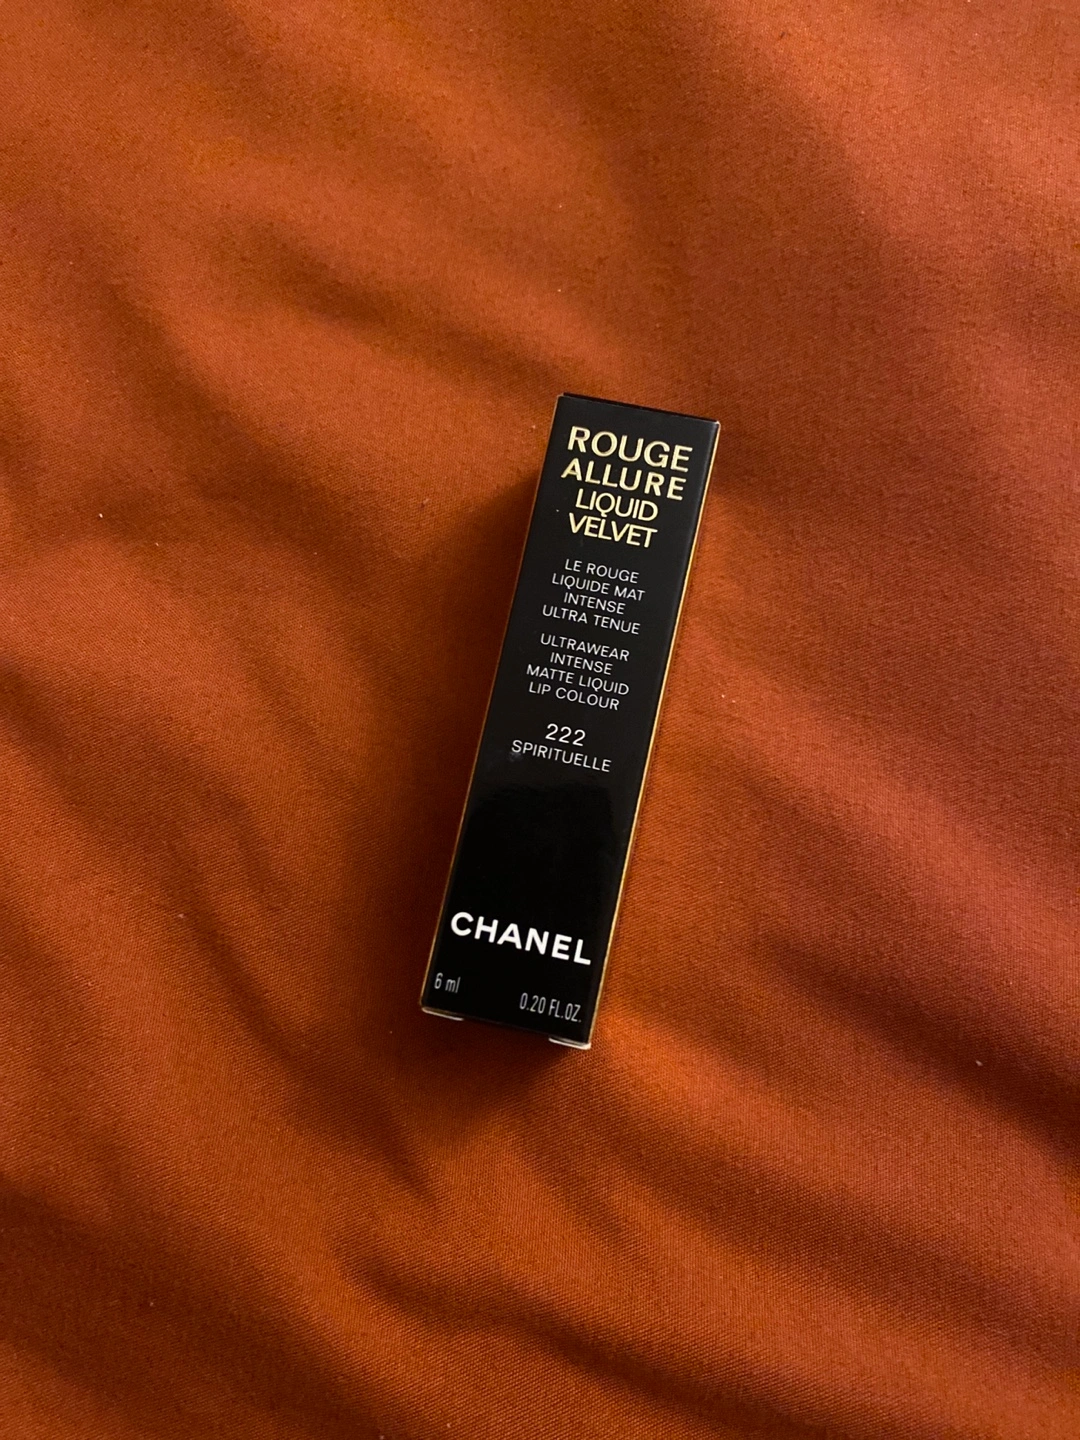 ROUGE
ALLURE
LIQUID
VELVET
LE ROUGE
LIQUIDE MAT
INTENSE
ULTRA TENUE
ULTRAWEAR
INTENSE
MATTE LIQUID
LIP COLOUR
222
SPIRITUELLE
CHANEL
6 ml
0.20 FL.OZ.